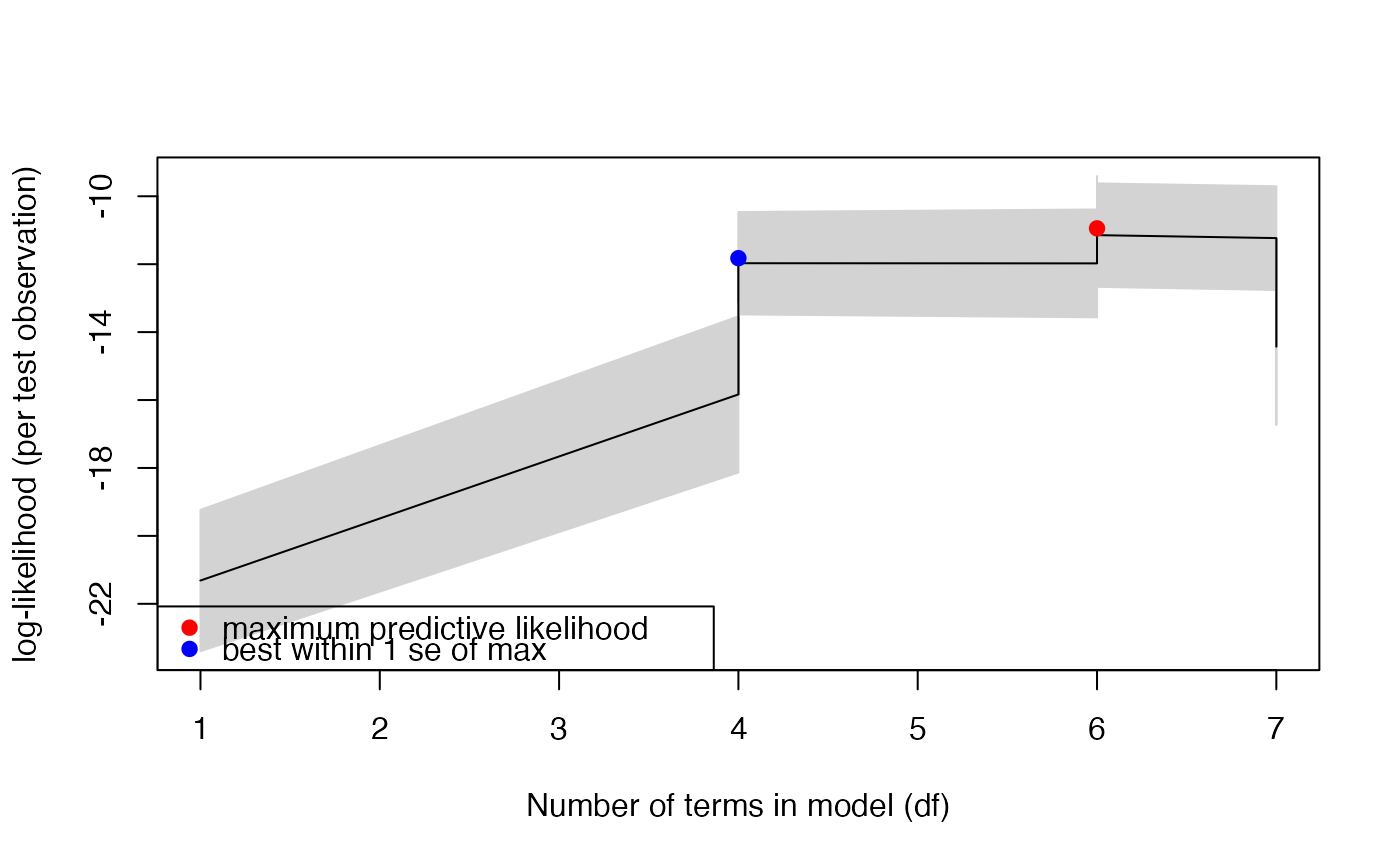 log-likelihood (per test observation)
-10
-14
-18
-22
maximum predictive likelihood
best within 1 se of max
1 2 3 4 5 6 7
Number of terms in model (df)